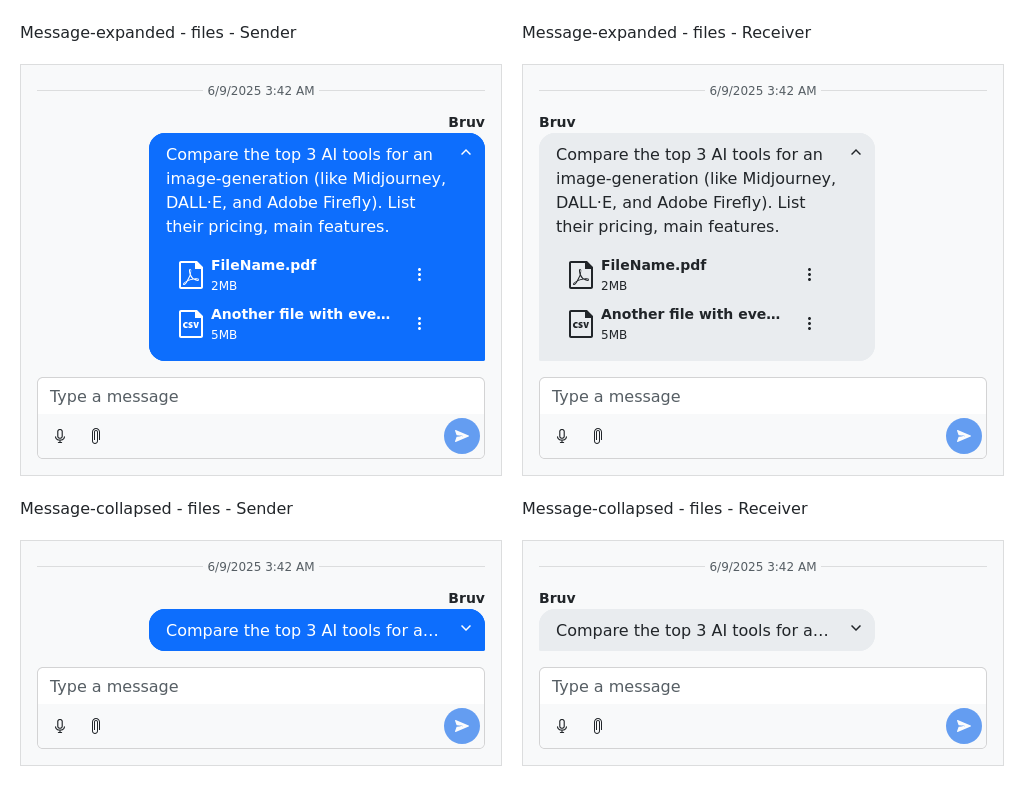 Message-expanded - files - Sender
6/9/2025 3:42 AM
Bruv
Compare the top 3 AI tools for an
image-generation (like Midjourney,
DALL·E, and Adobe Firefly). List
their pricing, main features.
FileName.pdf
2MB
csv
Another file with eve...
5MB
Type a message
Message-expanded - files - Receiver
6/9/2025 3:42 AM
Bruv
Compare the top 3 AI tools for an
image-generation (like Midjourney,
DALL·E, and Adobe Firefly). List
their pricing, main features.
FileName.pdf
2MB
csv
Another file with eve...
5MB
Type a message
Message-collapsed - files - Sender
6/9/2025 3:42 AM
Bruv
Compare the top 3 AI tools for a...
Type a message
Message-collapsed - files - Receiver
6/9/2025 3:42 AM
Bruv
Compare the top 3 AI tools for a...
Type a message